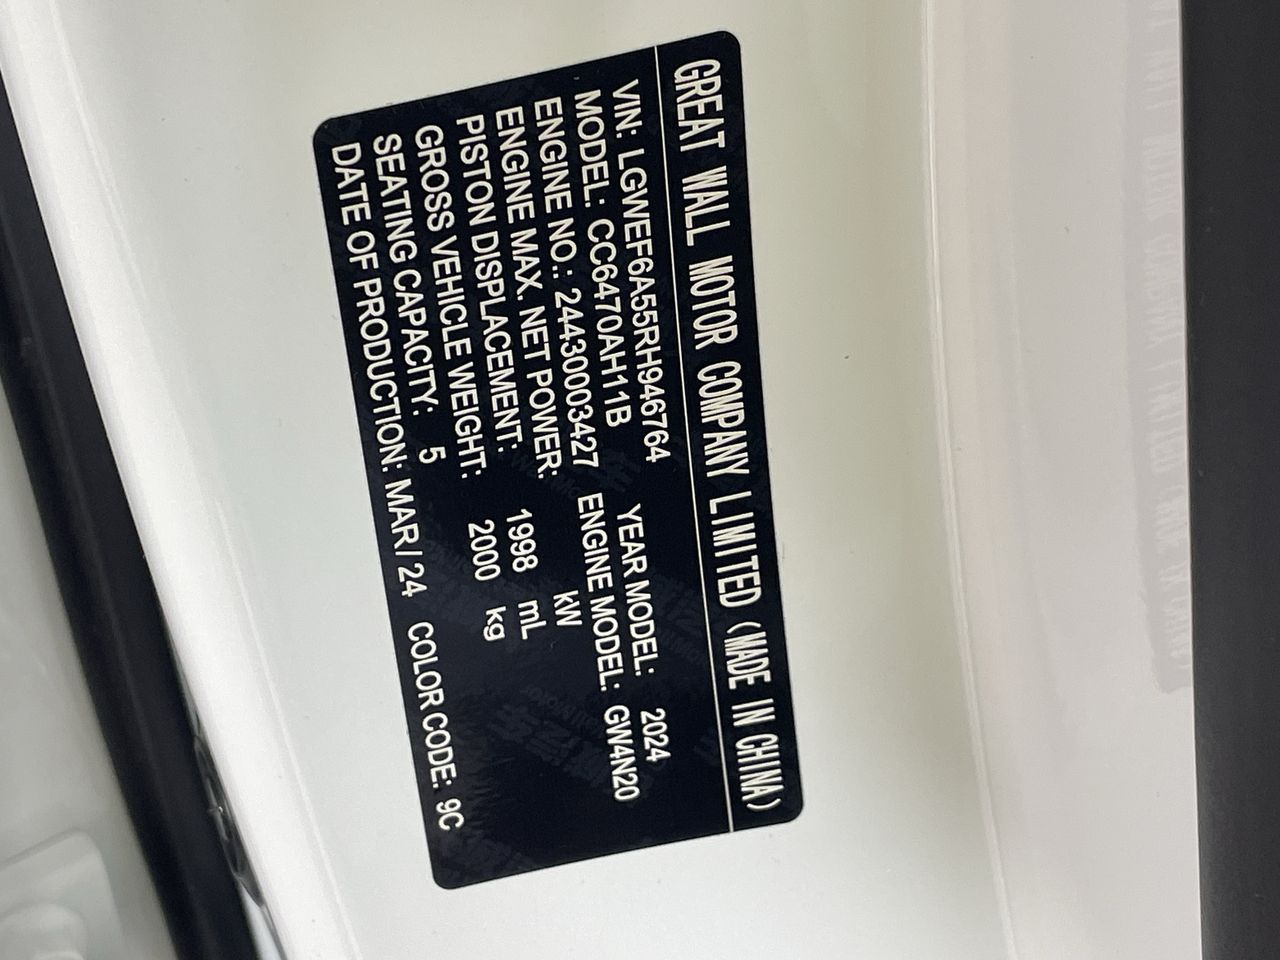 GREAT WALL MOTOR COMPANY LIMITED (MADE IN CHINA)
VIN: LGWEF6A55RH946764 YEAR MODEL: 2024
MODEL: CC6470AH11B
ENGINE NO.: 24430003427 ENGINE MODEL: GW4N20
ENGINE MAX. NET POWER: kW
PISTON DISPLACEMENT: 1998 mL
GROSS VEHICLE WEIGHT: 2000 kg
SEATING CAPACITY: 5
DATE OF PRODUCTION: MAR/ 24 COLOR CODE: 9C